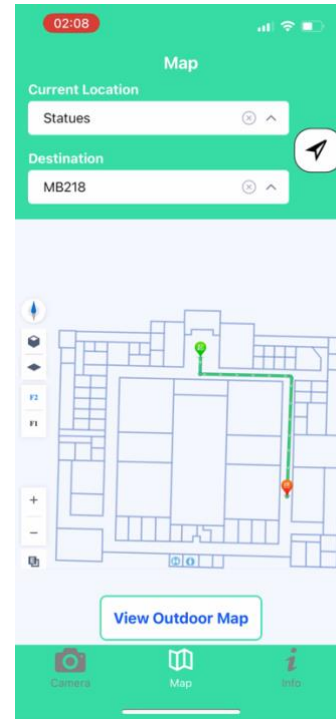 02:08
Map
Current Location
Statues
Destination
MB218
F2
F1
+
−
View Outdoor Map
Camera
Map
i
Info